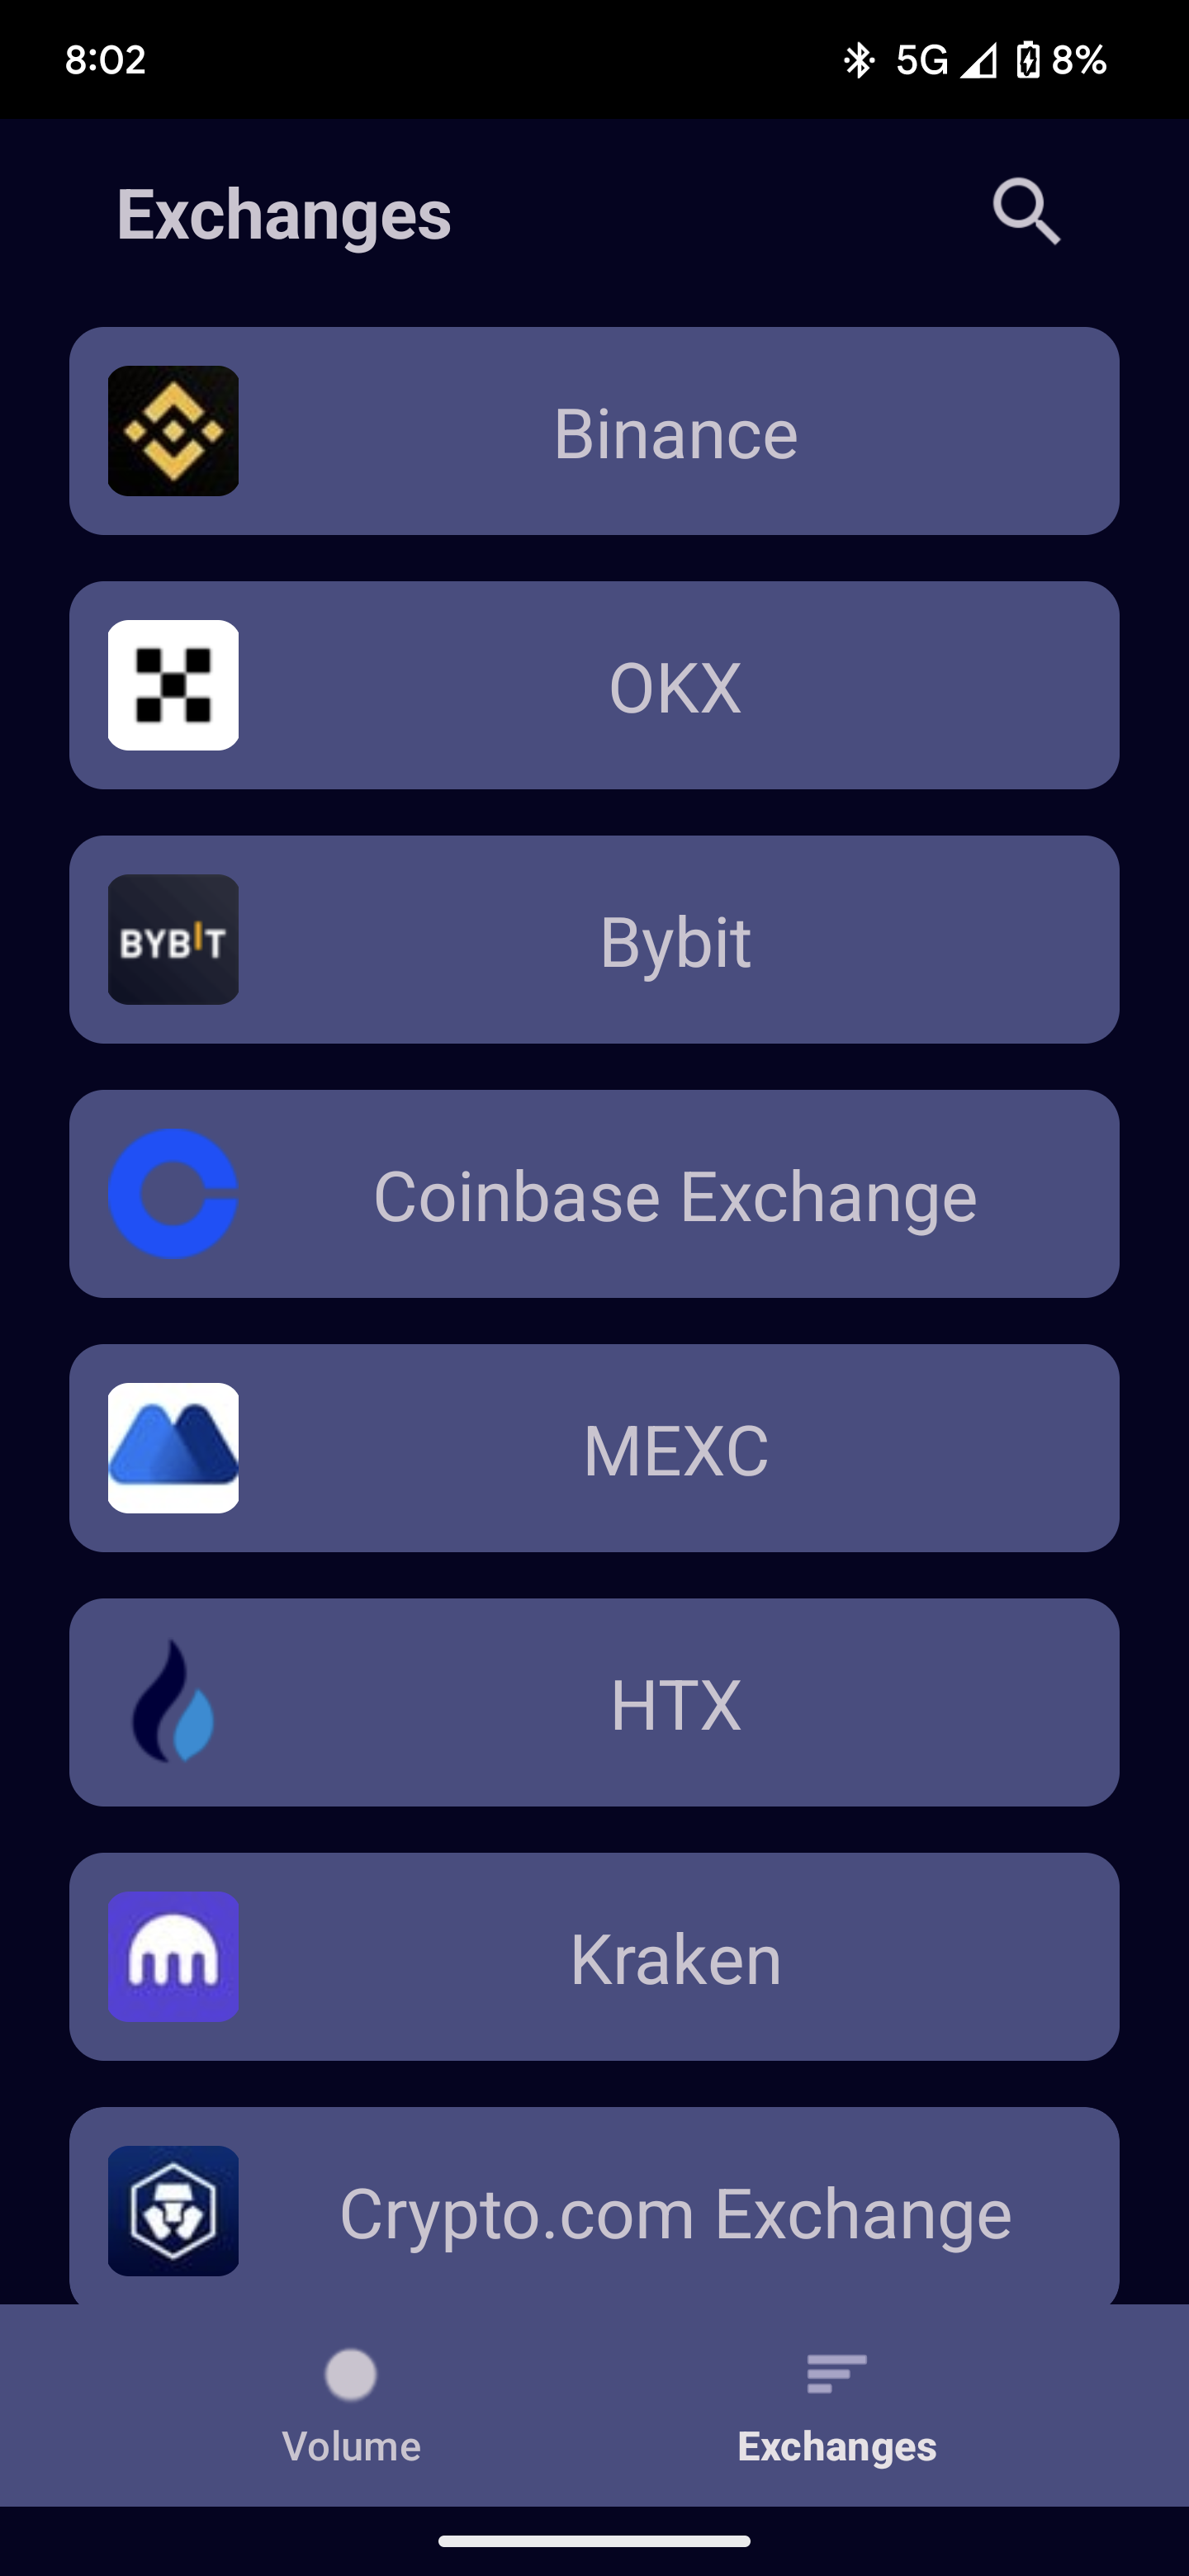 8:02 5G 8%
Exchanges
Binance
OKX
BYBIT Bybit
Coinbase Exchange
MEXC
HTX
Kraken
Crypto.com Exchange
Volume Exchanges